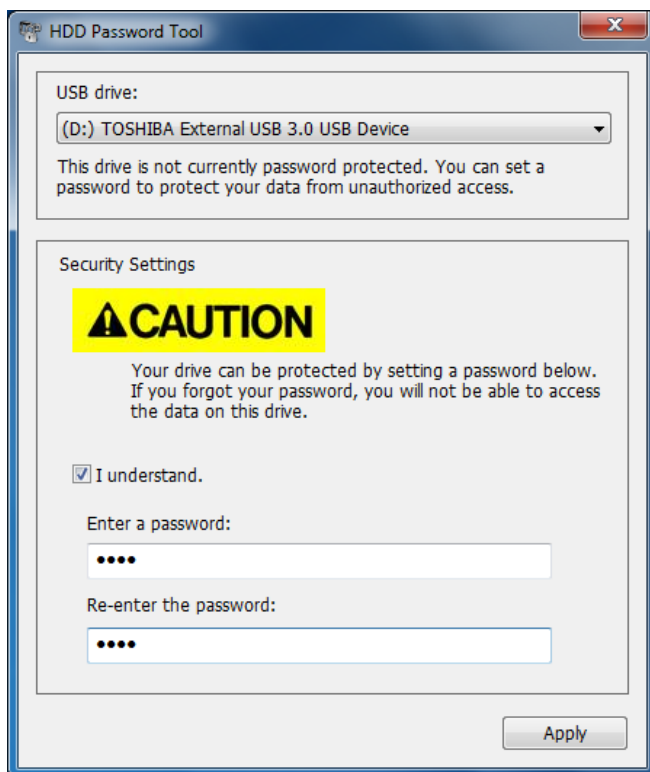 HDD Password Tool
USB drive:
(D:) TOSHIBA External USB 3.0 USB Device
This drive is not currently password protected. You can set a
password to protect your data from unauthorized access.
Security Settings
CAUTION
Your drive can be protected by setting a password below.
If you forgot your password, you will not be able to access
the data on this drive.
I understand.
Enter a password:
••••
Re-enter the password:
••••
Apply